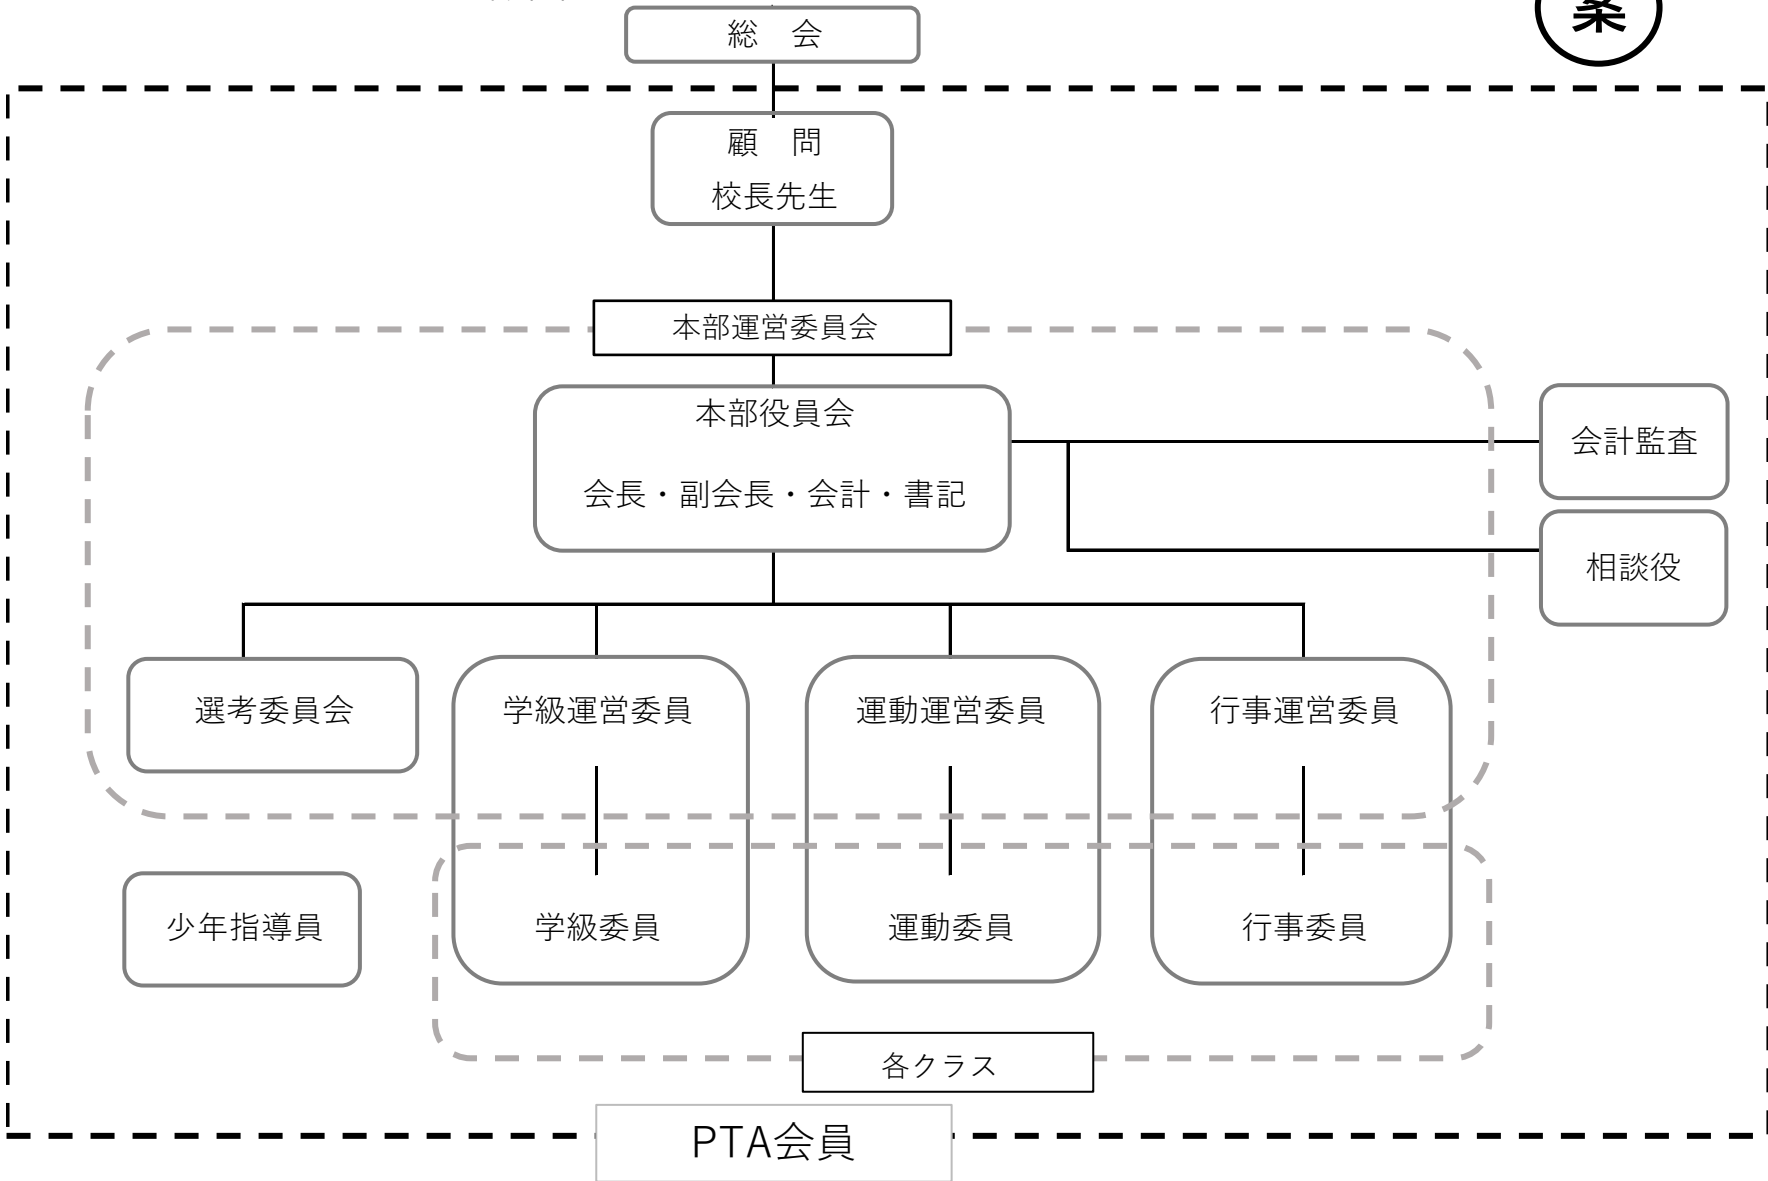 案
総　会
顧　問
校長先生
本部運営委員会
本部役員会
会長・副会長・会計・書記
会計監査
相談役
選考委員会
学級運営委員
運動運営委員
行事運営委員
少年指導員
学級委員
運動委員
行事委員
各クラス
PTA会員